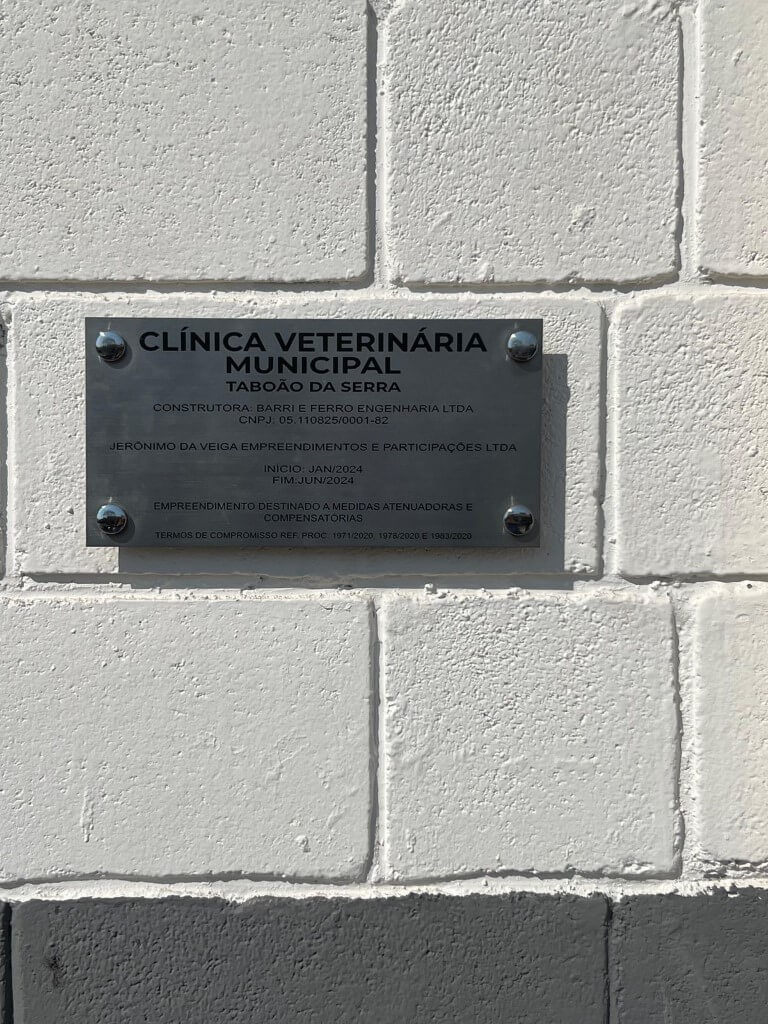 CLÍNICA VETERINÁRIA
MUNICIPAL
TABOÃO DA SERRA
CONSTRUTORA: BARRI E FERRO ENGENHARIA LTDA
CNPJ: 05.110825/0001-82
JERÔNIMO DA VEIGA EMPREENDIMENTOS E PARTICIPAÇÕES LTDA
INÍCIO: JAN/2024
FIM:JUN/2024
EMPREENDIMENTO DESTINADO A MEDIDAS ATENUADORAS E
COMPENSATÓRIAS
TERMOS DE COMPROMISSO REF. PROC. 1971/2020, 1978/2020 E 1983/2020